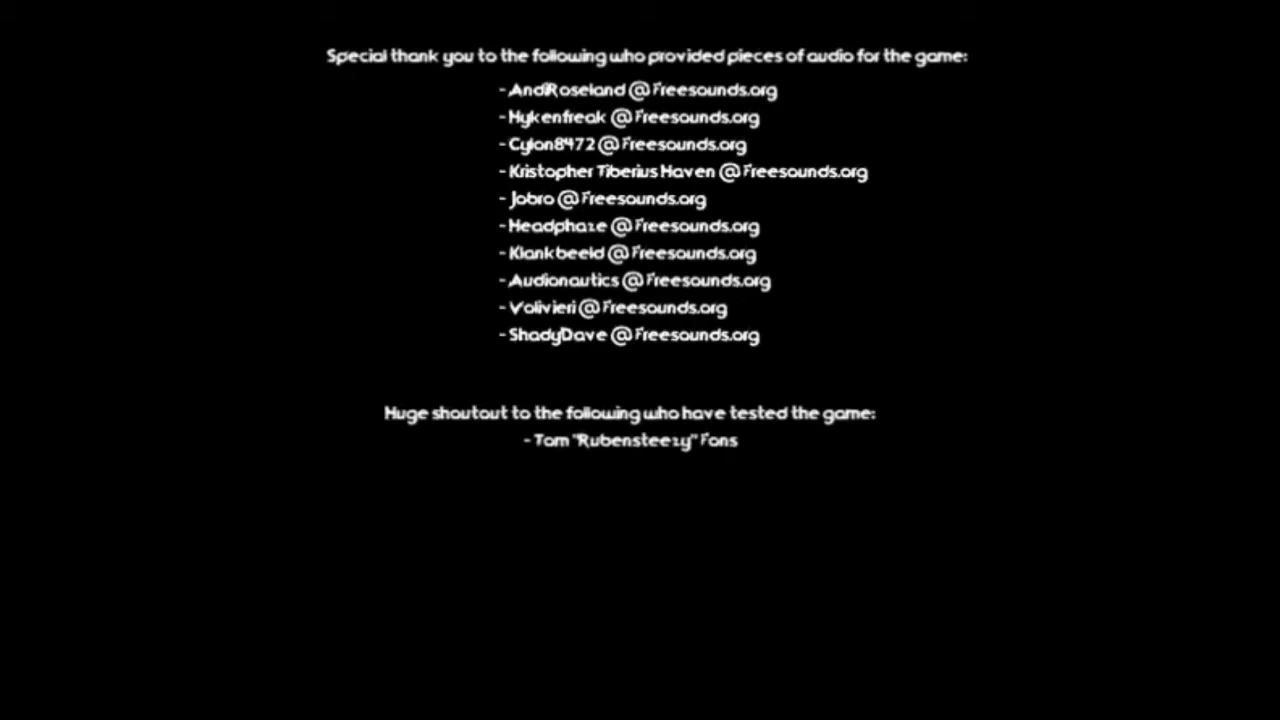 Special thank you to the following who provided pieces of audio for the game:
- AndRoseland @ Freesounds.org
- Hykenfreak @ Freesounds.org
- Cylon8472 @ Freesounds.org
- Kristopher Tiberius Haven @ Freesounds.org
- Jobro @ Freesounds.org
- Headphaze @ Freesounds.org
- Klankbeeld @ Freesounds.org
- Audionautics @ Freesounds.org
- Volivieri @ Freesounds.org
- ShadyDave @ Freesounds.org
Huge shoutout to the following who have tested the game:
- Tom "Rubensteezy" Fons